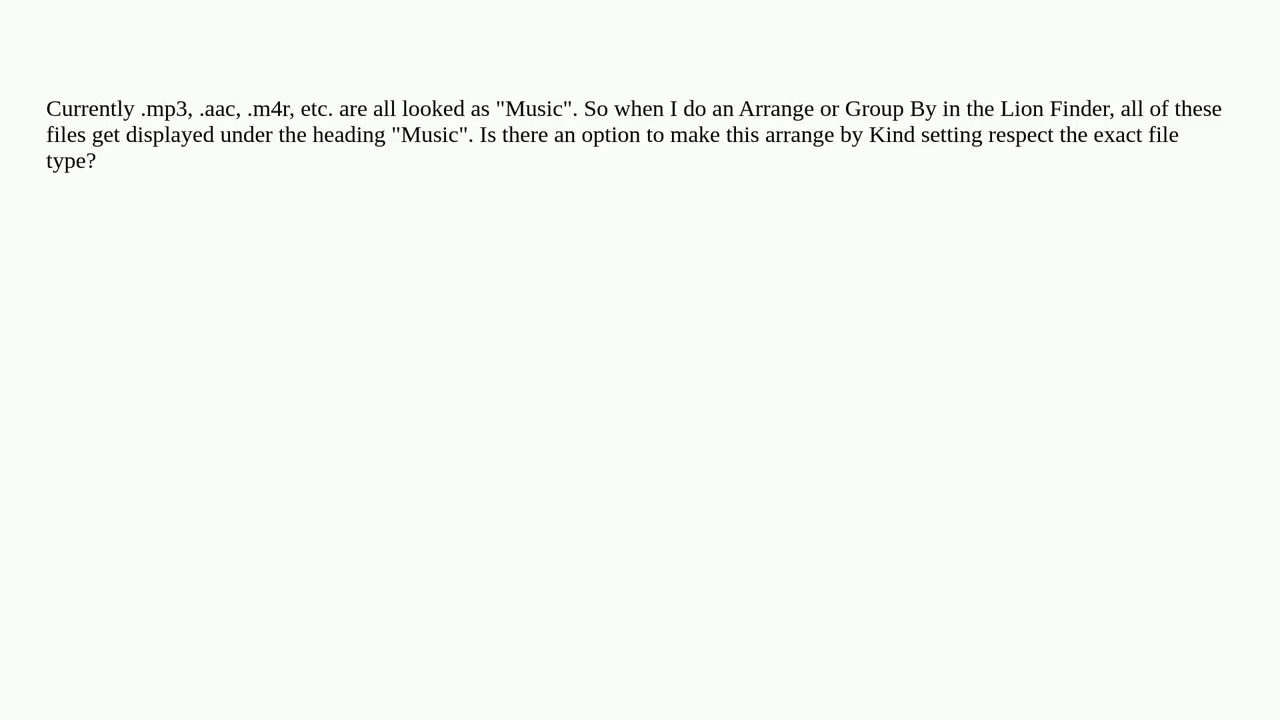 Currently .mp3, .aac, .m4r, etc. are all looked as "Music". So when I do an Arrange or Group By in the Lion Finder, all of these
files get displayed under the heading "Music". Is there an option to make this arrange by Kind setting respect the exact file
type?